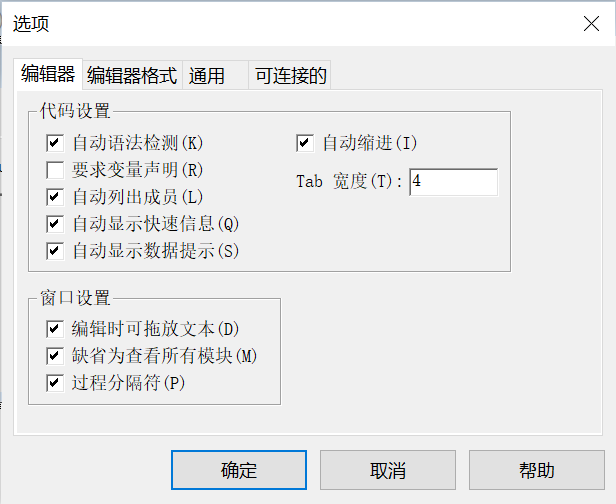 选项
编辑器 编辑器格式 通用 可连接的
代码设置
自动语法检测(K) 自动缩进(I)
要求变量声明(R) Tab 宽度(T): 4
自动列出成员(L)
自动显示快速信息(Q)
自动显示数据提示(S)
窗口设置
编辑时可拖放文本(D)
缺省为查看所有模块(M)
过程分隔符(P)
确定 取消 帮助